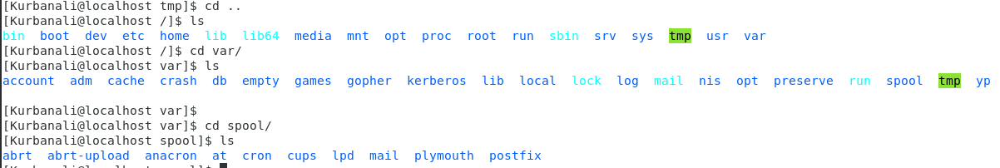 [Kurbanali@localhost tmp]$ cd ..
[Kurbanali@localhost /]$ ls
bin  boot  dev  etc  home  lib  lib64  media  mnt  opt  proc  root  run  sbin  srv  sys  tmp  usr  var
[Kurbanali@localhost /]$ cd var/
[Kurbanali@localhost var]$ ls
account  adm  cache  crash  db  empty  games  gopher  kerberos  lib  local  lock  log  mail  nis  opt  preserve  run  spool  tmp  yp
[Kurbanali@localhost var]$
[Kurbanali@localhost var]$ cd spool/
[Kurbanali@localhost spool]$ ls
abrt  abrt-upload  anacron  at  cron  cups  lpd  mail  plymouth  postfix
[Kurbanali@localhost spool]$